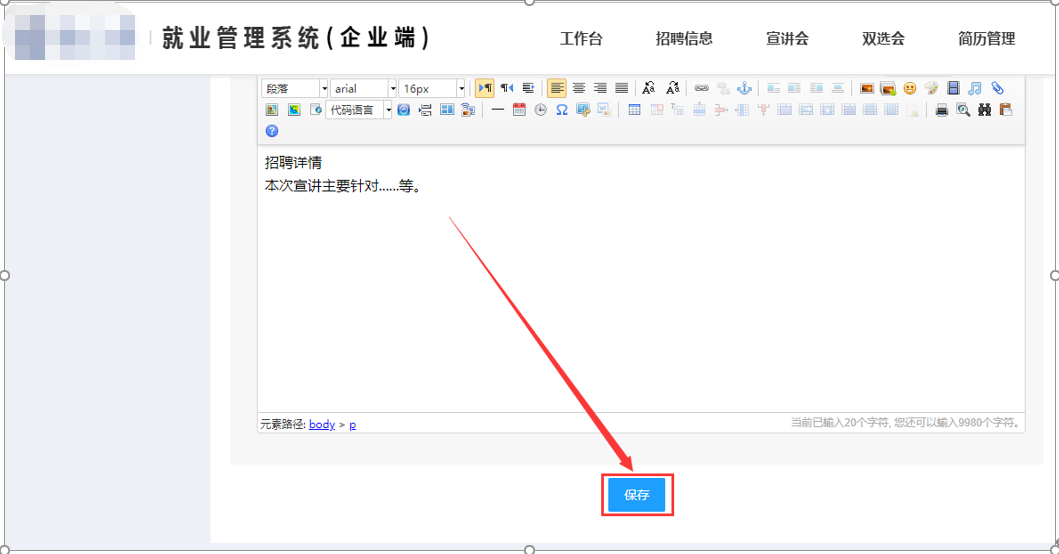 就业管理系统(企业端)
工作台 招聘信息 宣讲会 双选会 简历管理
段落 arial 16px
代码语言
招聘详情
本次宣讲主要针对......等。
元素路径: body > p
当前已输入20个字符, 您还可以输入9980个字符。
保存